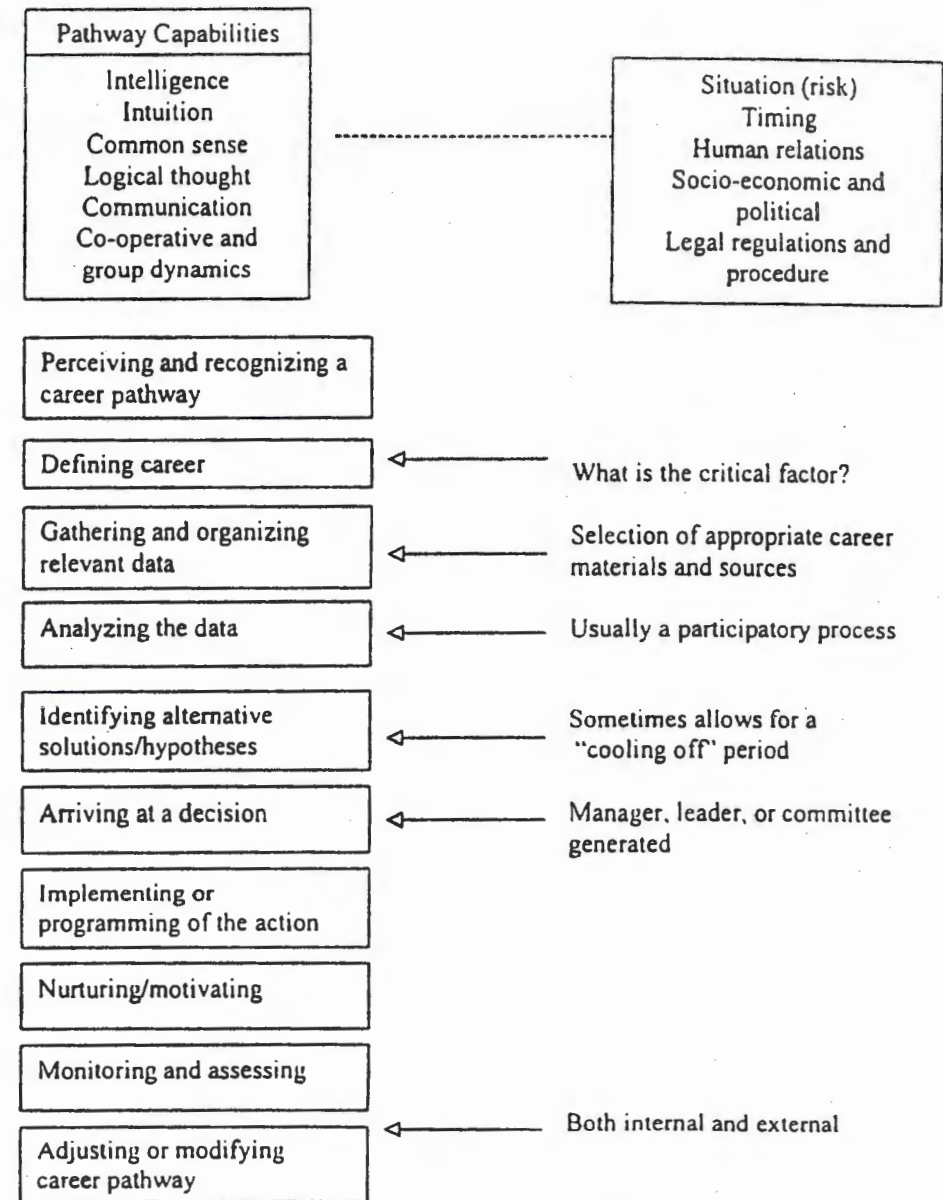 Pathway Capabilities
Intelligence
Intuition
Common sense
Logical thought
Communication
Co-operative and
group dynamics
Situation (risk)
Timing
Human relations
Socio-economic and
political
Legal regulations and
procedure
Perceiving and recognizing a
career pathway
Defining career
What is the critical factor?
Gathering and organizing
relevant data
Selection of appropriate career
materials and sources
Analyzing the data
Usually a participatory process
Identifying alternative
solutions/hypotheses
Sometimes allows for a
"cooling off" period
Arriving at a decision
Manager, leader, or committee
generated
Implementing or
programming of the action
Nurturing/motivating
Monitoring and assessing
Both internal and external
Adjusting or modifying
career pathway